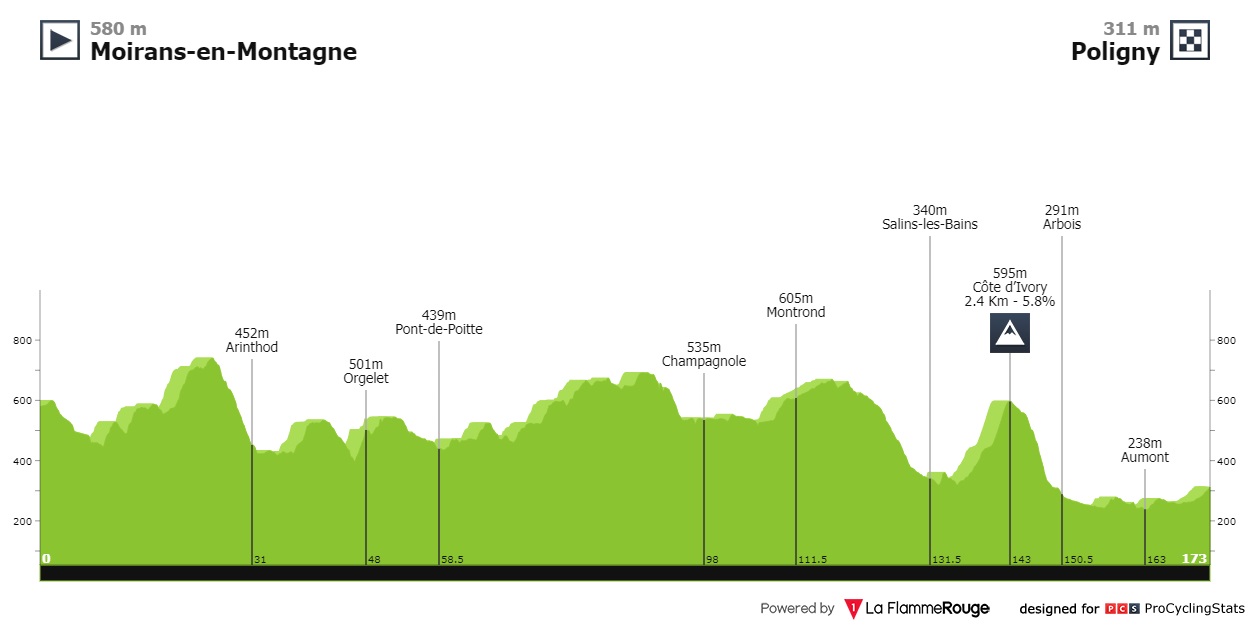 580 m
Moirans-en-Montagne
311 m
Poligny
340m
Salins-les-Bains
291m
Arbois
595m
Côte d'Ivory
2.4 Km - 5.8%
605m
Montrond
439m
Pont-de-Poitte
452m
Arinthod
535m
Champagnole
501m
Orgelet
238m
Aumont
800
600
400
200
800
600
400
200
0
31
48
58.5
98
111.5
131.5
143
150.5
163
173
Powered by 1 La FlammeRouge designed for PCS ProCyclingStats